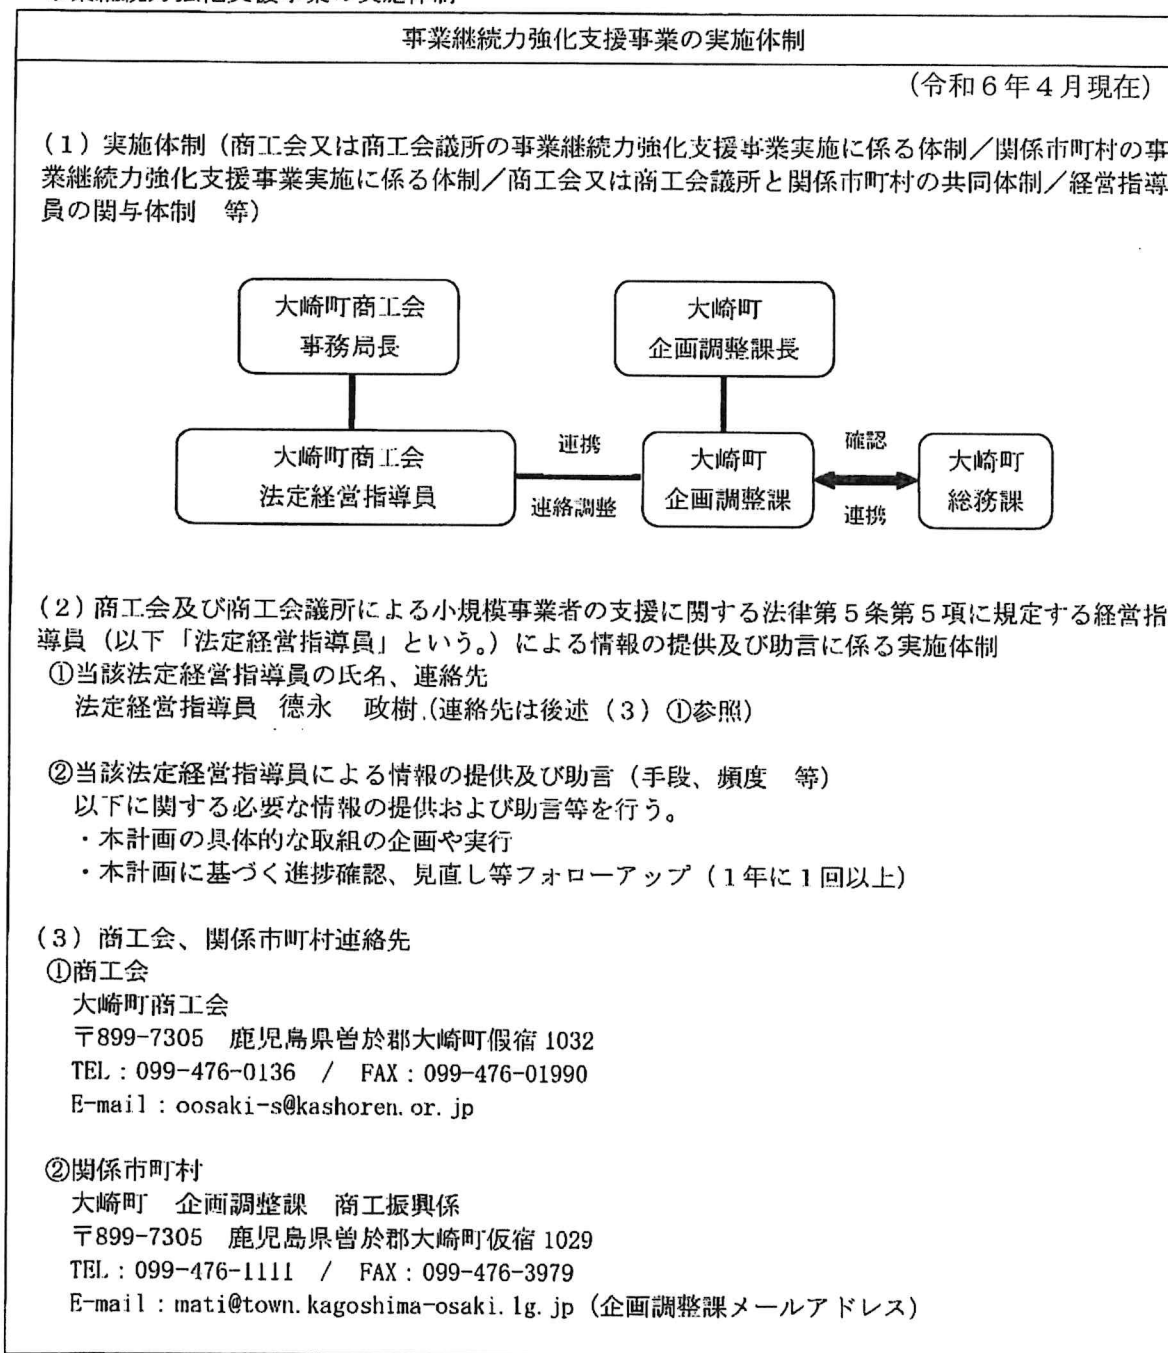 事業継続力強化支援事業の実施体制
（令和６年４月現在）
（１）実施体制（商工会又は商工会議所の事業継続力強化支援事業実施に係る体制／関係市町村の事
業継続力強化支援事業実施に係る体制／商工会又は商工会議所と関係市町村の共同体制／経営指導
員の関与体制　等）
大崎町商工会
事務局長
大崎町
企画調整課長
大崎町商工会
法定経営指導員
連携
連絡調整
大崎町
企画調整課
確認
連携
大崎町
総務課
（２）商工会及び商工会議所による小規模事業者の支援に関する法律第５条第５項に規定する経営指
導員（以下「法定経営指導員」という。）による情報の提供及び助言に係る実施体制
①当該法定経営指導員の氏名、連絡先
法定経営指導員　徳永　政樹（連絡先は後述（３）①参照）
②当該法定経営指導員による情報の提供及び助言（手段、頻度　等）
以下に関する必要な情報の提供および助言等を行う。
・本計画の具体的な取組の企画や実行
・本計画に基づく進捗確認、見直し等フォローアップ（１年に１回以上）
（３）商工会、関係市町村連絡先
①商工会
大崎町商工会
〒899-7305　鹿児島県曽於郡大崎町假宿 1032
TEL：099-476-0136　/　FAX：099-476-01990
E-mail：oosaki-s@kashoren.or.jp
②関係市町村
大崎町　企画調整課　商工振興係
〒899-7305　鹿児島県曽於郡大崎町仮宿 1029
TEL：099-476-1111　/　FAX：099-476-3979
E-mail：mati@town.kagoshima-osaki.lg.jp（企画調整課メールアドレス）